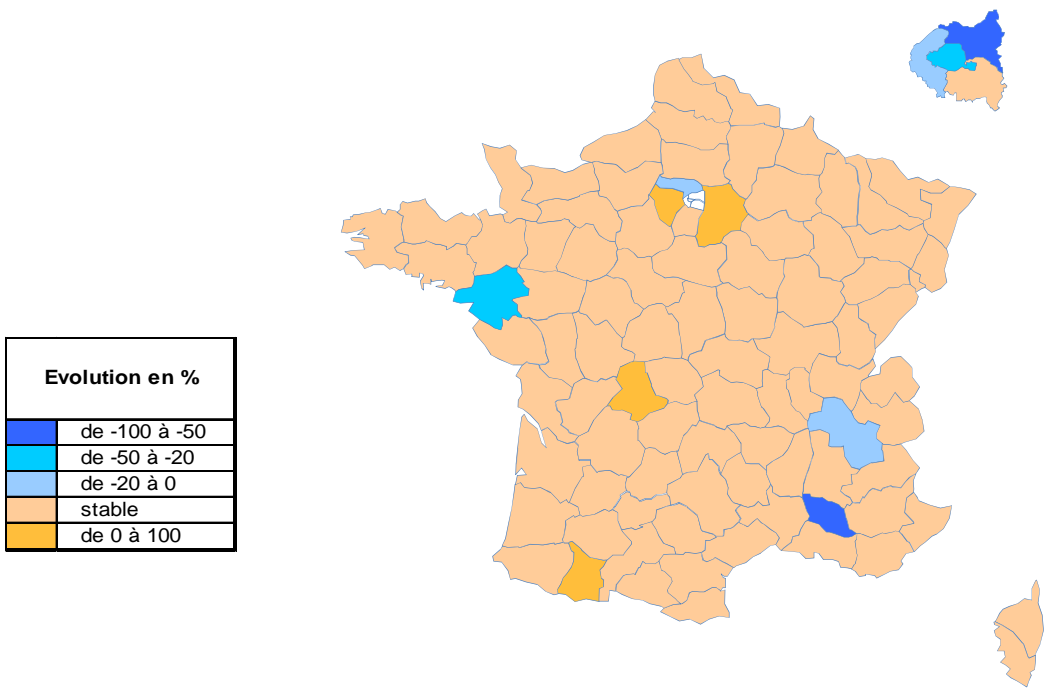 Evolution en %
de -100 à -50
de -50 à -20
de -20 à 0
stable
de 0 à 100